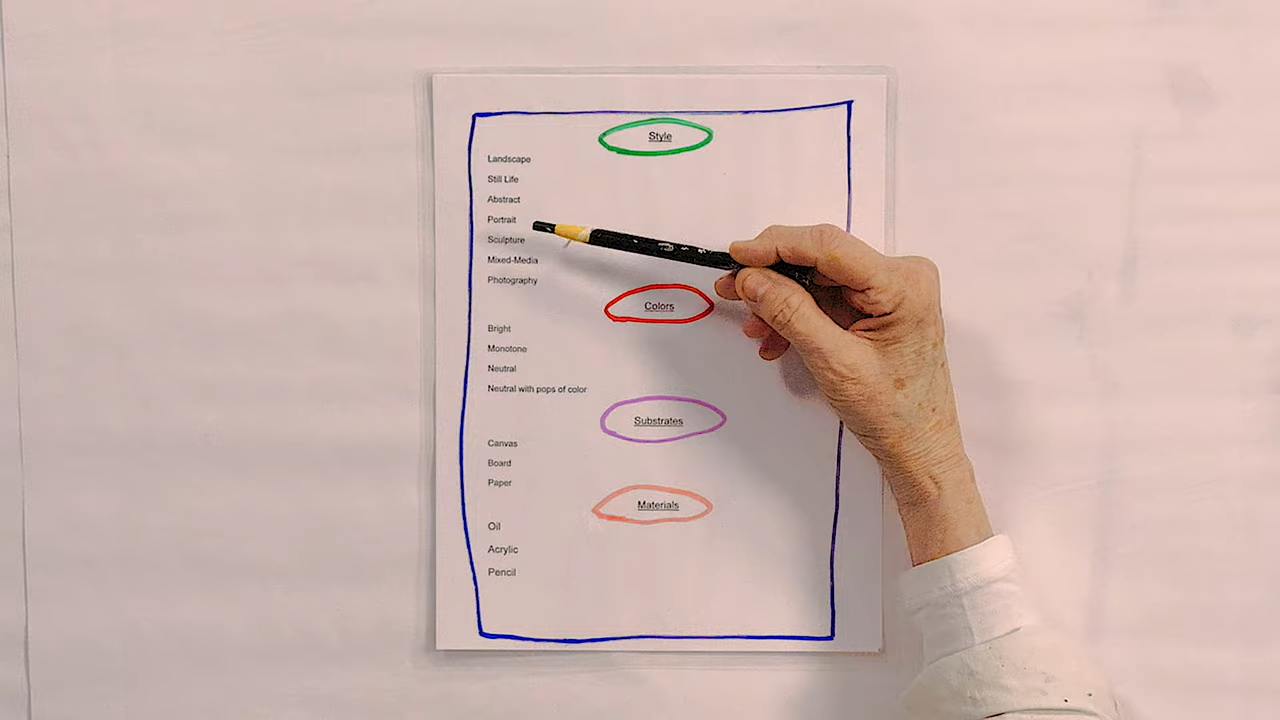 Style
Landscape
Still Life
Abstract
Portrait
Sculpture
Mixed-Media
Photography
Colors
Bright
Monotone
Neutral
Neutral with pops of color
Substrates
Canvas
Board
Paper
Materials
Oil
Acrylic
Pencil